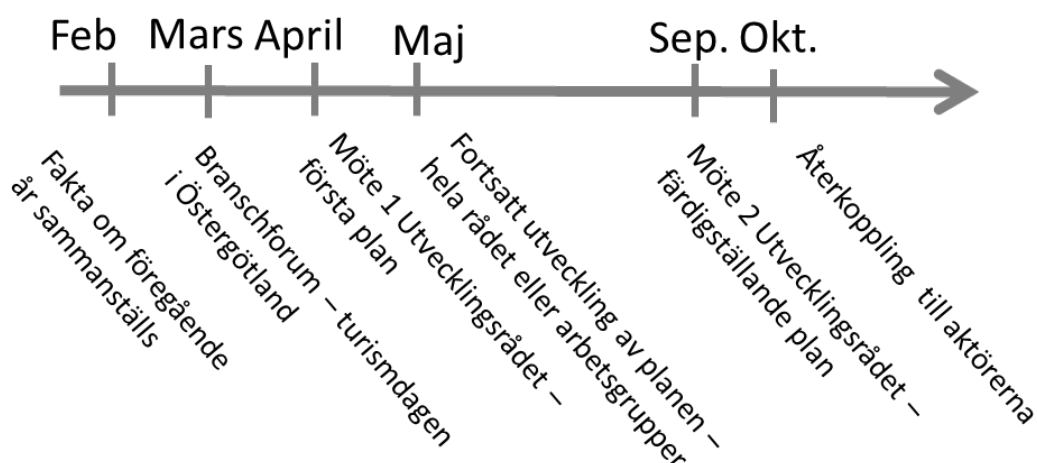 Feb Mars April Maj Sep. Okt.
Fakta om föregående
år sammanställs
Branschforum – turismdagen
i Östergötland
Möte 1 Utvecklingsrådet –
första plan
Fortsatt utveckling av planen –
hela rådet eller arbetsgrupper
Möte 2 Utvecklingsrådet –
färdigställande plan
Återkoppling till aktörerna